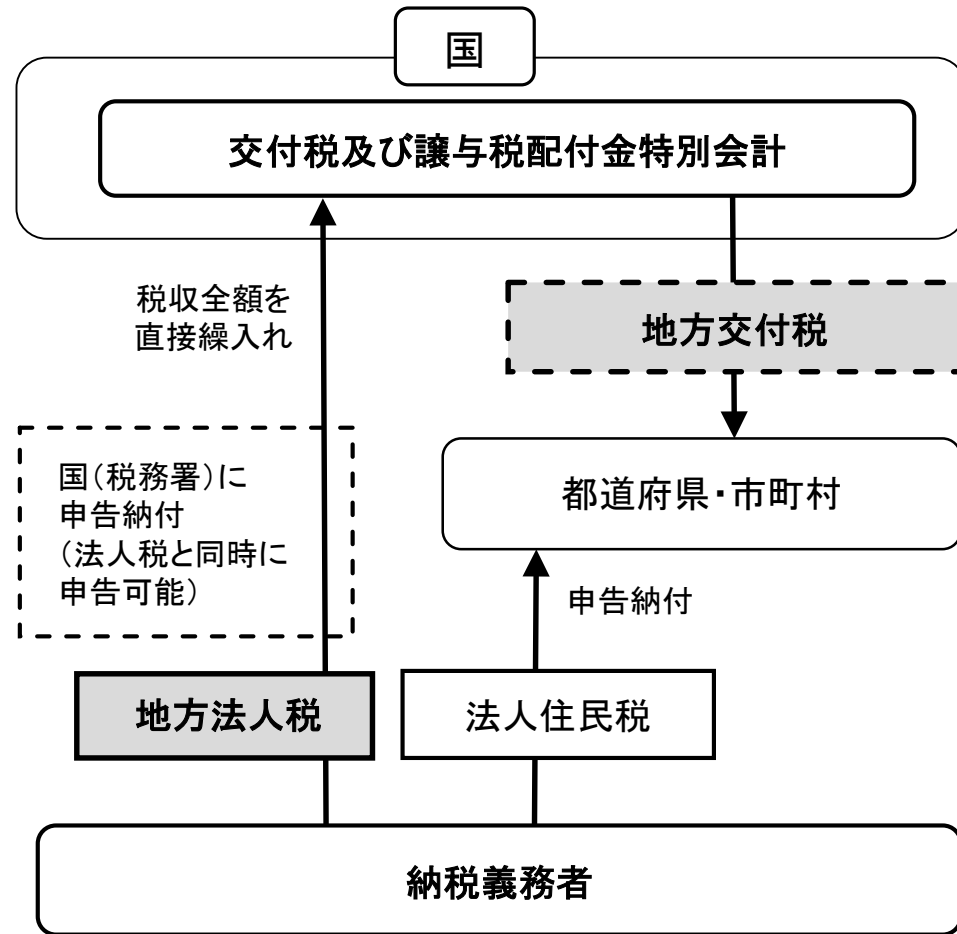 国
交付税及び譲与税配付金特別会計
税収全額を
直接繰入れ
地方交付税
国(税務署)に
申告納付
(法人税と同時に
申告可能)
都道府県・市町村
申告納付
地方法人税
法人住民税
納税義務者